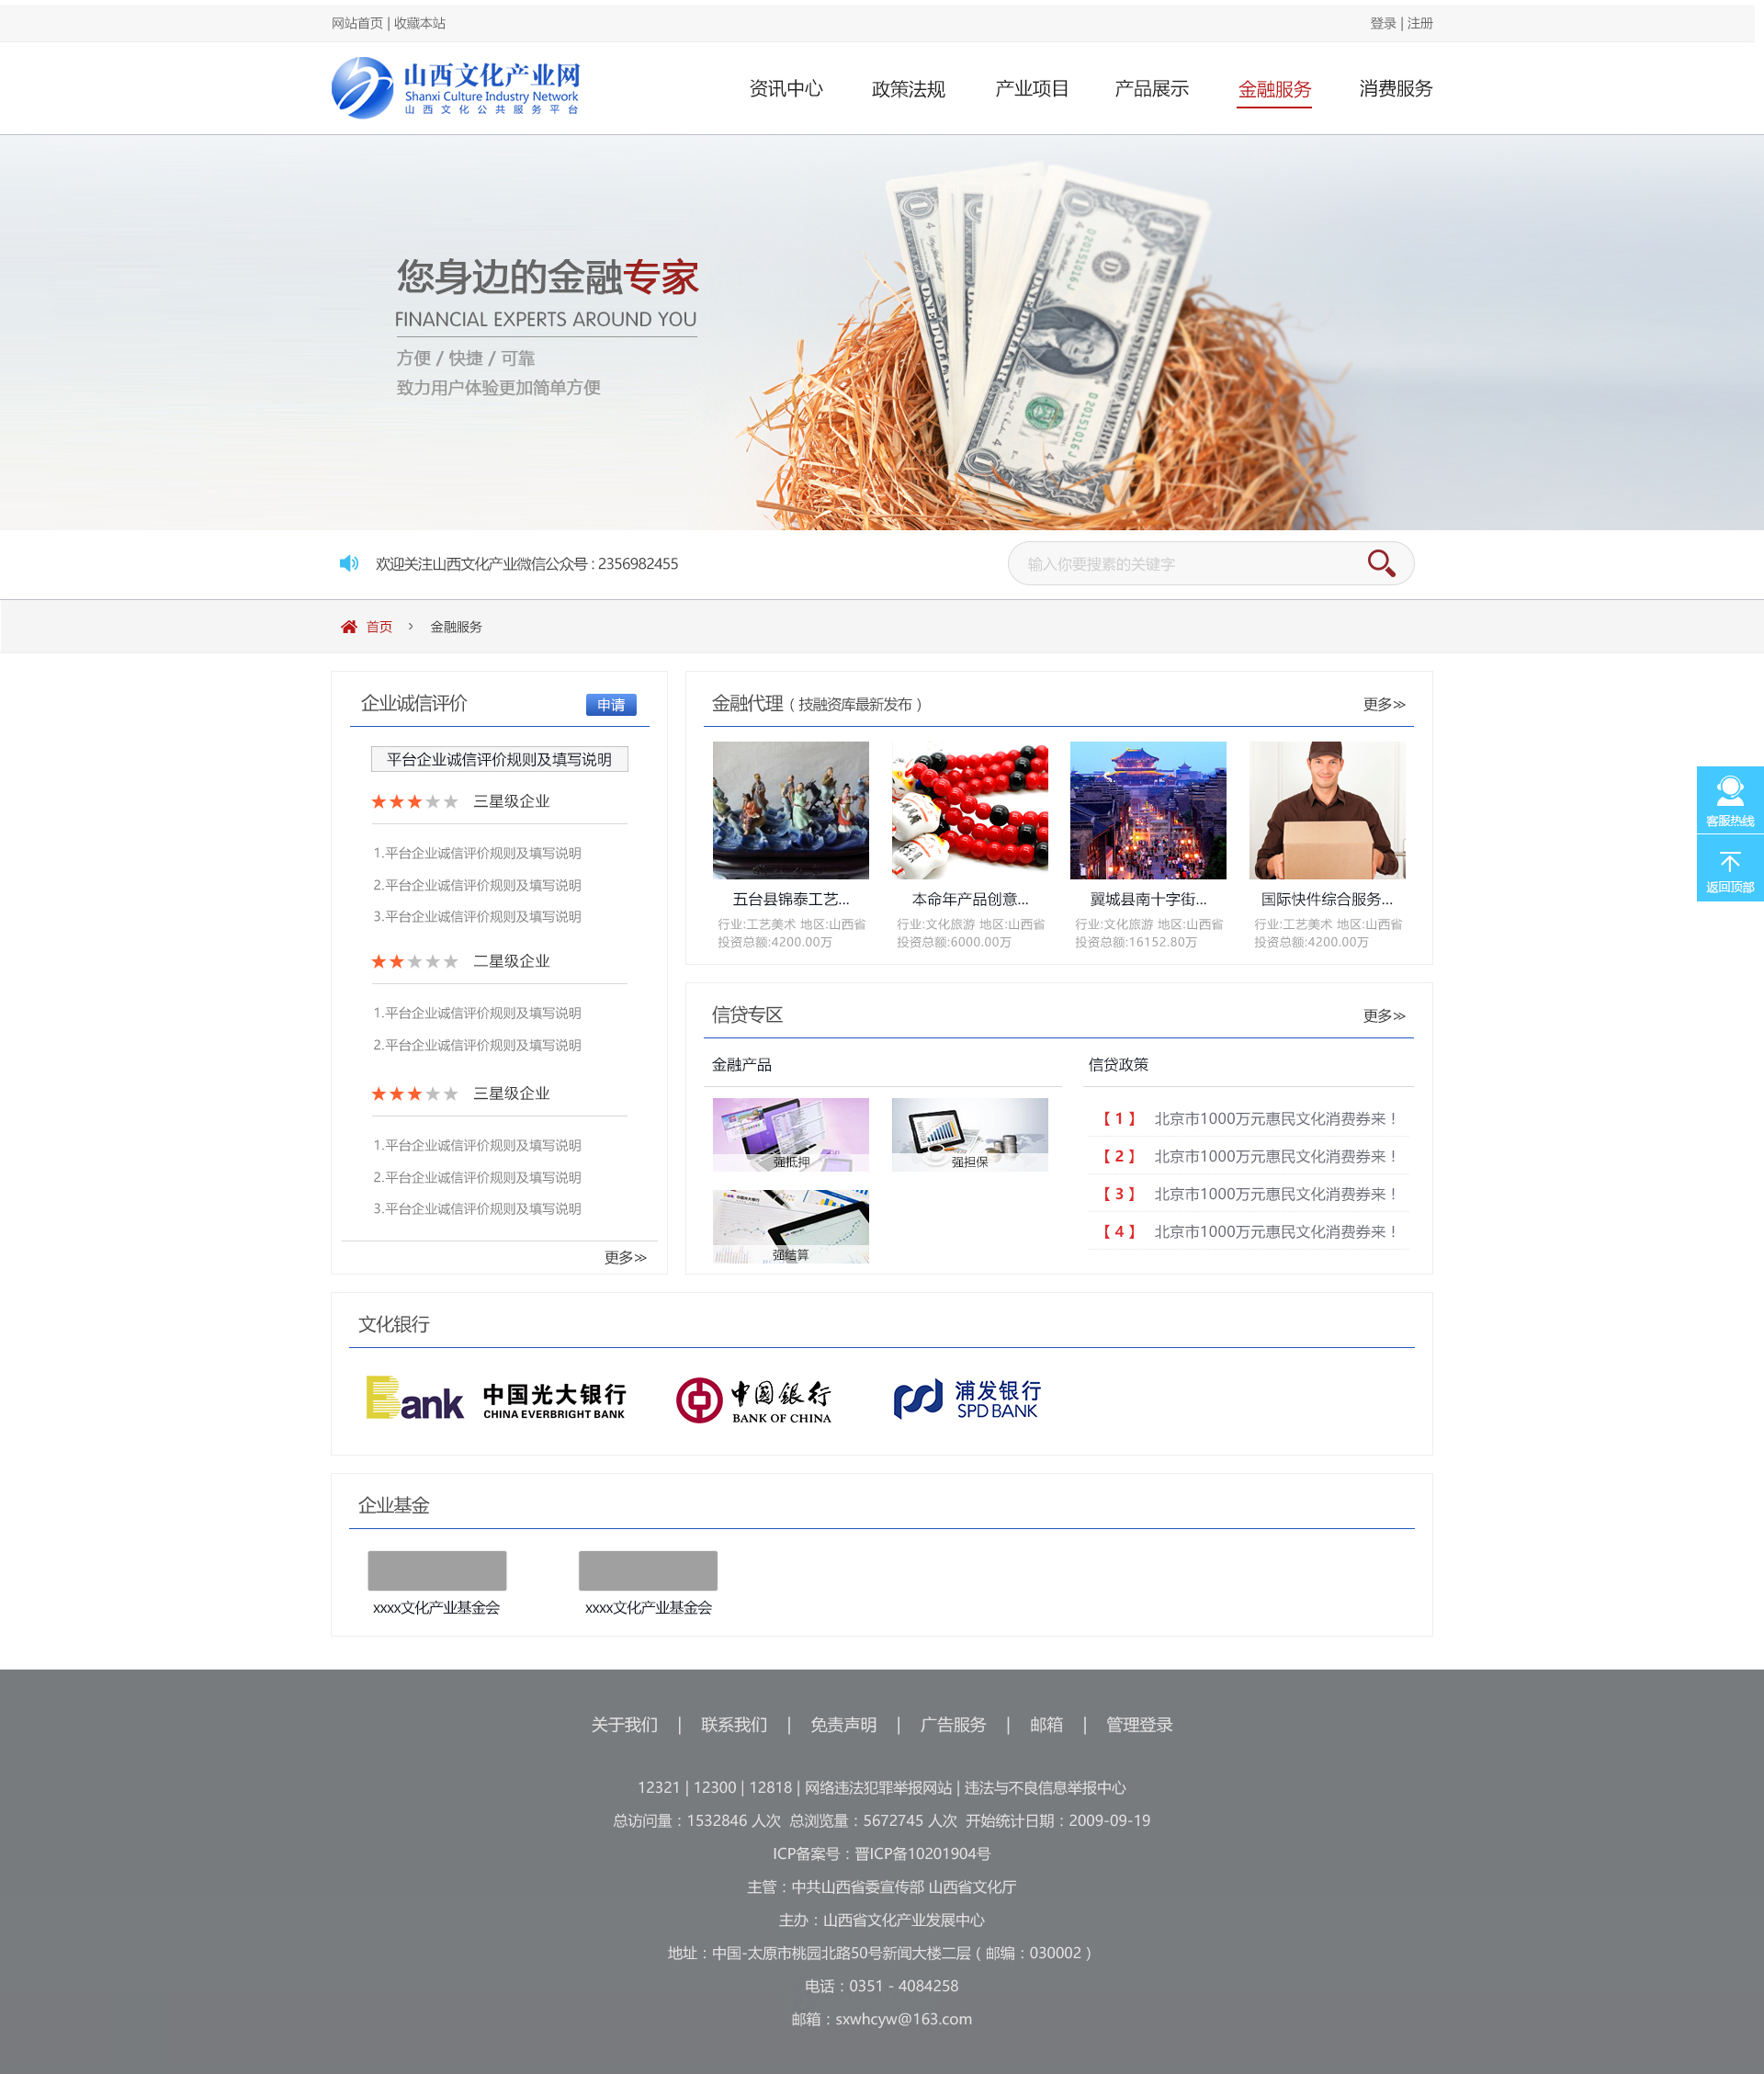 网站首页 | 收藏本站
登录 | 注册
山西文化产业网
Shanxi Culture Industry Network
山西文化公共服务平台
资讯中心 政策法规 产业项目 产品展示 金融服务 消费服务
您身边的金融专家
FINANCIAL EXPERTS AROUND YOU
方便 / 快捷 / 可靠
致力用户体验更加简单方便
欢迎关注山西文化产业微信公众号 : 2356982455
输入你要搜素的关键字
首页 › 金融服务
企业诚信评价
申请
平台企业诚信评价规则及填写说明
三星级企业
1.平台企业诚信评价规则及填写说明
2.平台企业诚信评价规则及填写说明
3.平台企业诚信评价规则及填写说明
二星级企业
1.平台企业诚信评价规则及填写说明
2.平台企业诚信评价规则及填写说明
三星级企业
1.平台企业诚信评价规则及填写说明
2.平台企业诚信评价规则及填写说明
3.平台企业诚信评价规则及填写说明
更多≫
金融代理（技融资库最新发布）
更多≫
五台县锦泰工艺...
行业:工艺美术 地区:山西省
投资总额:4200.00万
本命年产品创意...
行业:文化旅游 地区:山西省
投资总额:6000.00万
翼城县南十字街...
行业:文化旅游 地区:山西省
投资总额:16152.80万
国际快件综合服务...
行业:工艺美术 地区:山西省
投资总额:4200.00万
客服热线
返回顶部
信贷专区
更多≫
金融产品
强抵押
强担保
强结算
信贷政策
【 1 】 北京市1000万元惠民文化消费券来！
【 2 】 北京市1000万元惠民文化消费券来！
【 3 】 北京市1000万元惠民文化消费券来！
【 4 】 北京市1000万元惠民文化消费券来！
文化银行
Bank 中国光大银行
CHINA EVERBRIGHT BANK
中国銀行
BANK OF CHINA
浦发银行
SPD BANK
企业基金
xxxx文化产业基金会
xxxx文化产业基金会
关于我们 | 联系我们 | 免责声明 | 广告服务 | 邮箱 | 管理登录
12321 | 12300 | 12818 | 网络违法犯罪举报网站 | 违法与不良信息举报中心
总访问量：1532846 人次 总浏览量：5672745 人次 开始统计日期：2009-09-19
ICP备案号：晋ICP备10201904号
主管：中共山西省委宣传部 山西省文化厅
主办：山西省文化产业发展中心
地址：中国-太原市桃园北路50号新闻大楼二层（邮编：030002）
电话：0351 - 4084258
邮箱：sxwhcyw@163.com